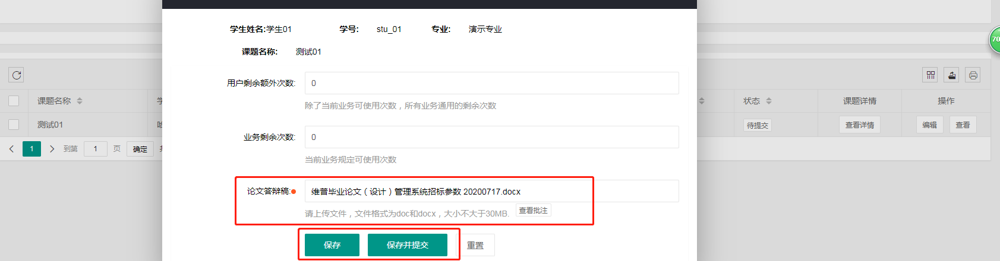 学生姓名:学生01 学号: stu_01 专业: 演示专业
课题名称: 测试01
用户剩余额外次数: 0
除了当前业务可使用次数，所有业务通用的剩余次数
业务剩余次数: 0
当前业务规定可使用次数
论文答辩稿: 维普毕业论文（设计）管理系统招标参数 20200717.docx
请上传文件，文件格式为doc和docx，大小不大于30MB. 查看批注
保存 保存并提交 重置
课题名称
测试01
1 到第 1 页 确定
70
状态 课题详情 操作
待提交 查看详情 编辑 查看